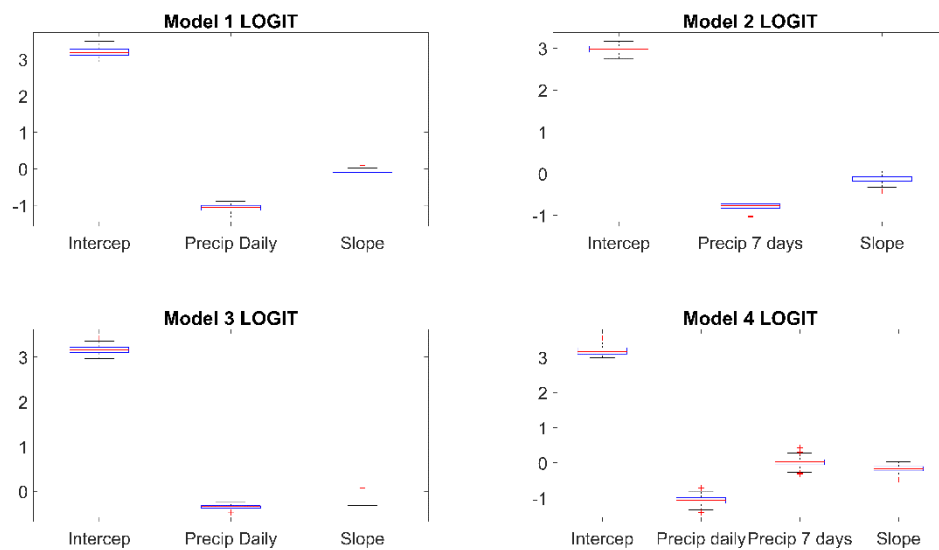 Model 1 LOGIT
3
2
1
0
-1
Intercep Precip Daily Slope
Model 2 LOGIT
3
2
1
0
-1
Intercep Precip 7 days Slope
Model 3 LOGIT
3
2
1
0
Intercep Precip Daily Slope
Model 4 LOGIT
3
2
1
0
-1
Intercep Precip daily Precip 7 days Slope